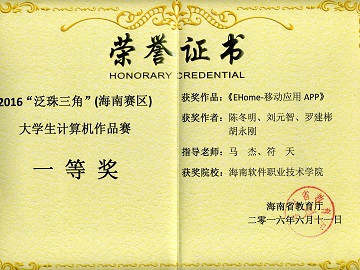 荣誉证书
HONORARY CREDENTIAL
2016“泛珠三角”(海南赛区)
大学生计算机作品赛
一等奖
获奖作品：《EHome-移动应用 APP》
获奖作者：陈冬明、刘元智、罗建彬
胡永刚
指导老师：马 杰、符 天
获奖院校：海南软件职业技术学院
海南省教育厅
二零一六年六月十一日